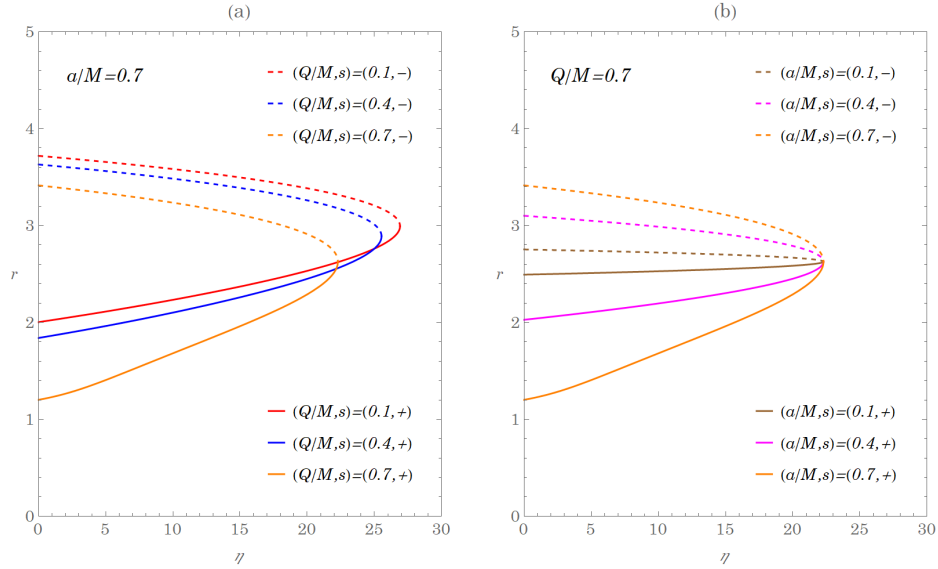 (a)
a/M=0.7
(Q/M,s)=(0.1,−)
(Q/M,s)=(0.4,−)
(Q/M,s)=(0.7,−)
(Q/M,s)=(0.1,+)
(Q/M,s)=(0.4,+)
(Q/M,s)=(0.7,+)
5
4
3
2
1
0
r
0 5 10 15 20 25 30
η
(b)
Q/M=0.7
(a/M,s)=(0.1,−)
(a/M,s)=(0.4,−)
(a/M,s)=(0.7,−)
(a/M,s)=(0.1,+)
(a/M,s)=(0.4,+)
(a/M,s)=(0.7,+)
5
4
3
2
1
0
r
0 5 10 15 20 25 30
η